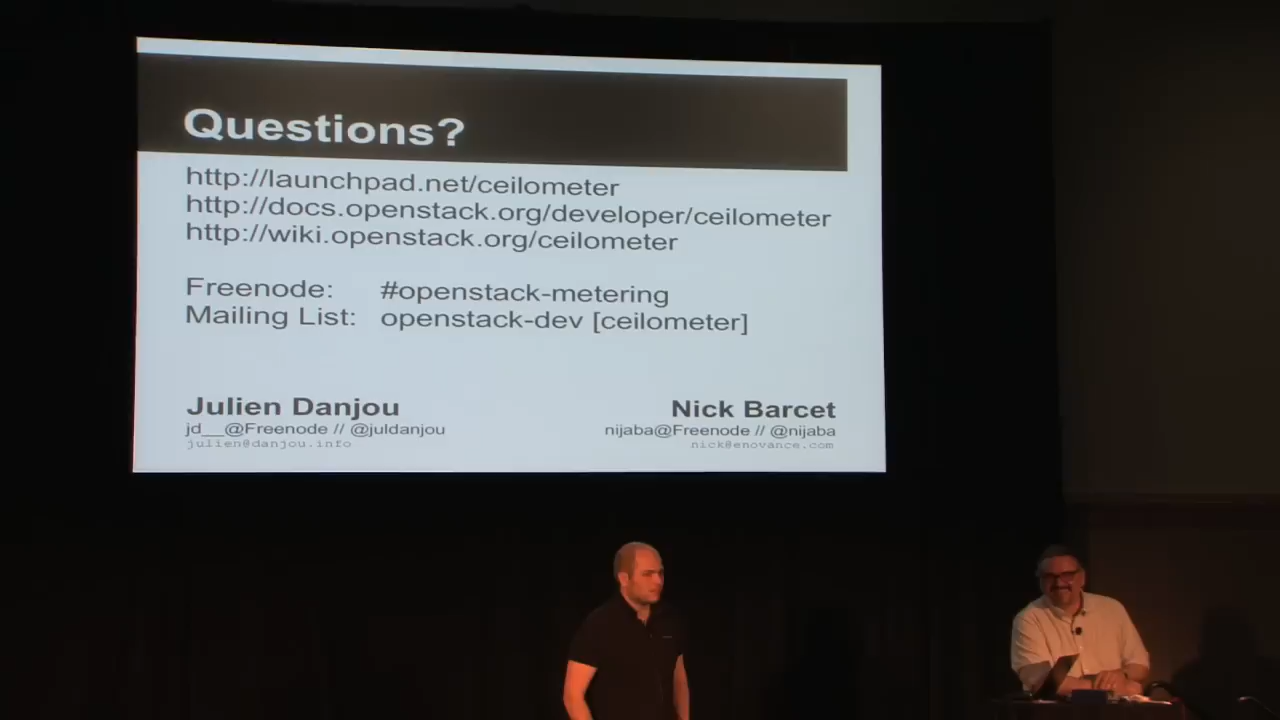 Questions?
http://launchpad.net/ceilometer
http://docs.openstack.org/developer/ceilometer
http://wiki.openstack.org/ceilometer
Freenode: #openstack-metering
Mailing List: openstack-dev [ceilometer]
Julien Danjou
jd__@Freenode // @juldanjou
julien@danjou.info
Nick Barcet
nijaba@Freenode // @nijaba
nick@enovance.com